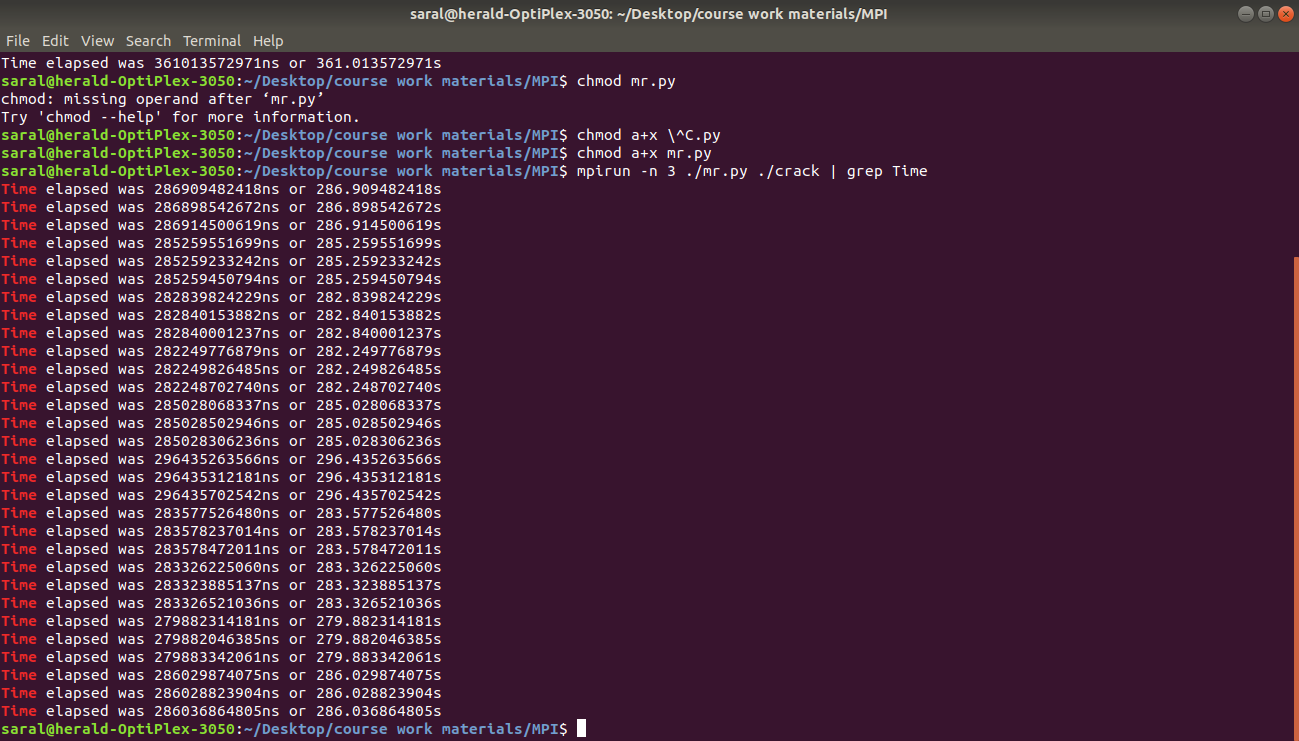 saral@herald-OptiPlex-3050: ~/Desktop/course work materials/MPI
File Edit View Search Terminal Help
Time elapsed was 361013572971ns or 361.013572971s
saral@herald-OptiPlex-3050:~/Desktop/course work materials/MPI$ chmod mr.py
chmod: missing operand after ‘mr.py’
Try 'chmod --help' for more information.
saral@herald-OptiPlex-3050:~/Desktop/course work materials/MPI$ chmod a+x \^C.py
saral@herald-OptiPlex-3050:~/Desktop/course work materials/MPI$ chmod a+x mr.py
saral@herald-OptiPlex-3050:~/Desktop/course work materials/MPI$ mpirun -n 3 ./mr.py ./crack | grep Time
Time elapsed was 286909482418ns or 286.909482418s
Time elapsed was 286898542672ns or 286.898542672s
Time elapsed was 286914500619ns or 286.914500619s
Time elapsed was 285259551699ns or 285.259551699s
Time elapsed was 285259233242ns or 285.259233242s
Time elapsed was 285259450794ns or 285.259450794s
Time elapsed was 282839824229ns or 282.839824229s
Time elapsed was 282840153882ns or 282.840153882s
Time elapsed was 282840001237ns or 282.840001237s
Time elapsed was 282249776879ns or 282.249776879s
Time elapsed was 282249826485ns or 282.249826485s
Time elapsed was 282248702740ns or 282.248702740s
Time elapsed was 285028068337ns or 285.028068337s
Time elapsed was 285028502946ns or 285.028502946s
Time elapsed was 285028306236ns or 285.028306236s
Time elapsed was 296435263566ns or 296.435263566s
Time elapsed was 296435312181ns or 296.435312181s
Time elapsed was 296435702542ns or 296.435702542s
Time elapsed was 283577526480ns or 283.577526480s
Time elapsed was 283578237014ns or 283.578237014s
Time elapsed was 283578472011ns or 283.578472011s
Time elapsed was 283326225060ns or 283.326225060s
Time elapsed was 283323885137ns or 283.323885137s
Time elapsed was 283326521036ns or 283.326521036s
Time elapsed was 279882314181ns or 279.882314181s
Time elapsed was 279882046385ns or 279.882046385s
Time elapsed was 279883342061ns or 279.883342061s
Time elapsed was 286029874075ns or 286.029874075s
Time elapsed was 286028823904ns or 286.028823904s
Time elapsed was 286036864805ns or 286.036864805s
saral@herald-OptiPlex-3050:~/Desktop/course work materials/MPI$